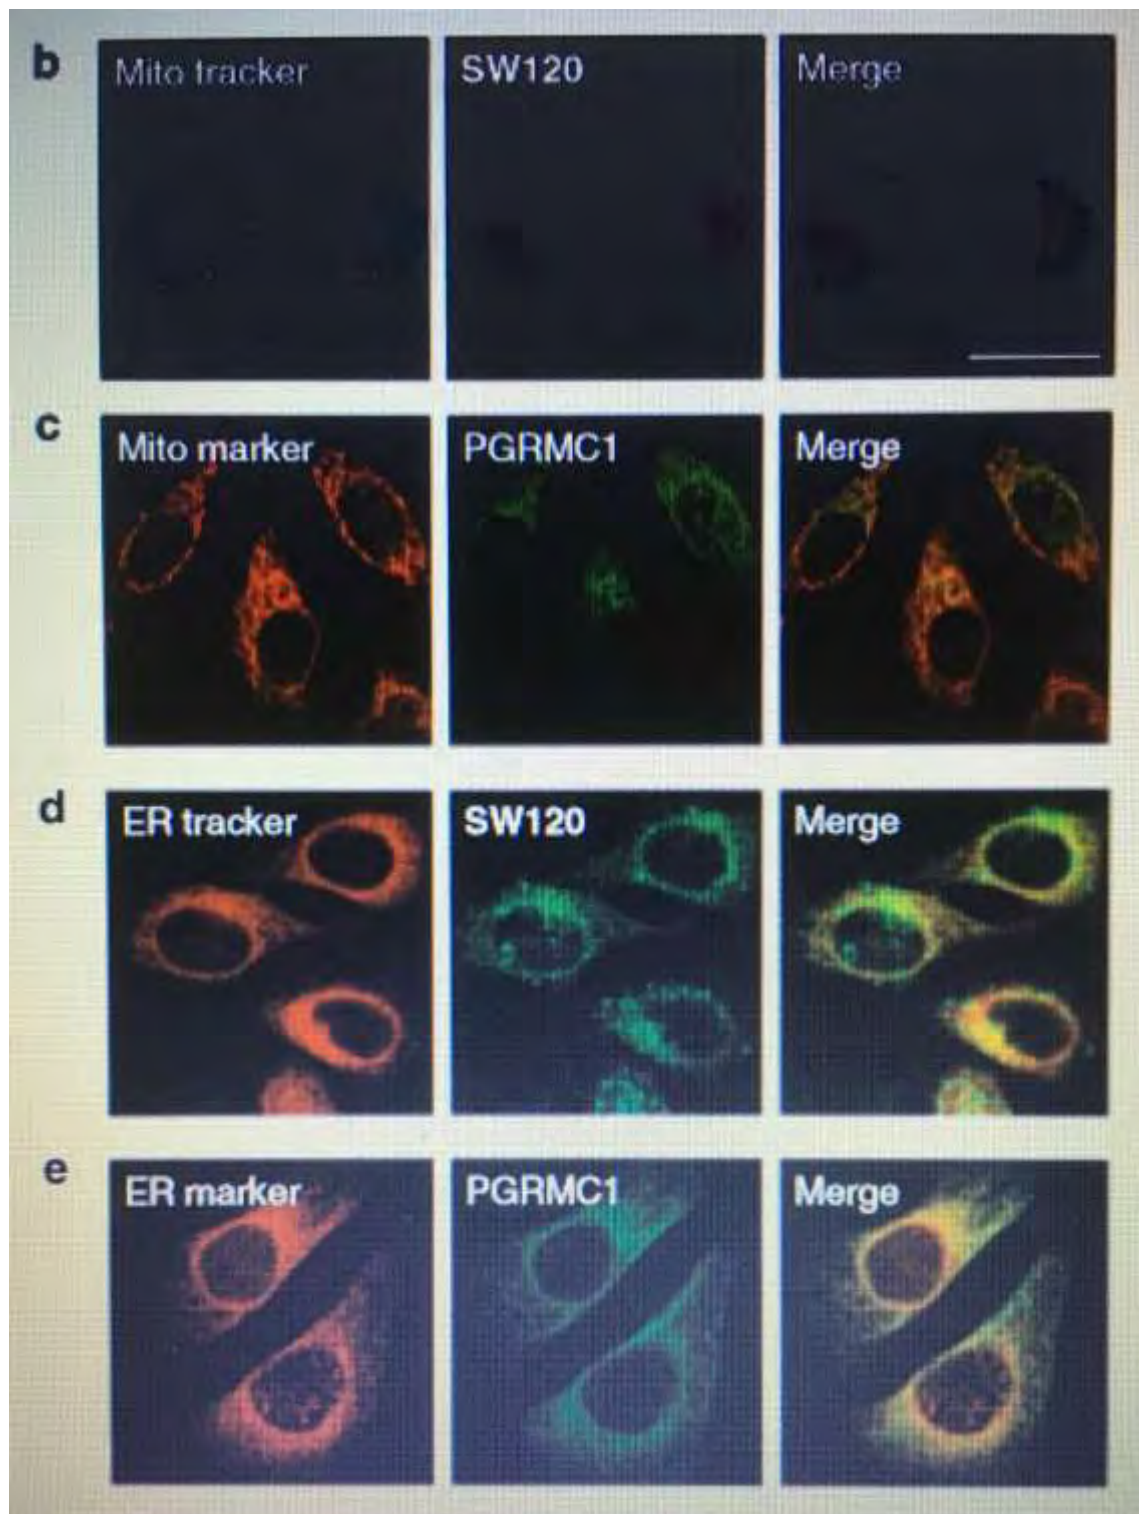 b
Mito tracker
SW120
Merge
c
Mito marker
PGRMC1
Merge
d
ER tracker
SW120
Merge
e
ER marker
PGRMC1
Merge